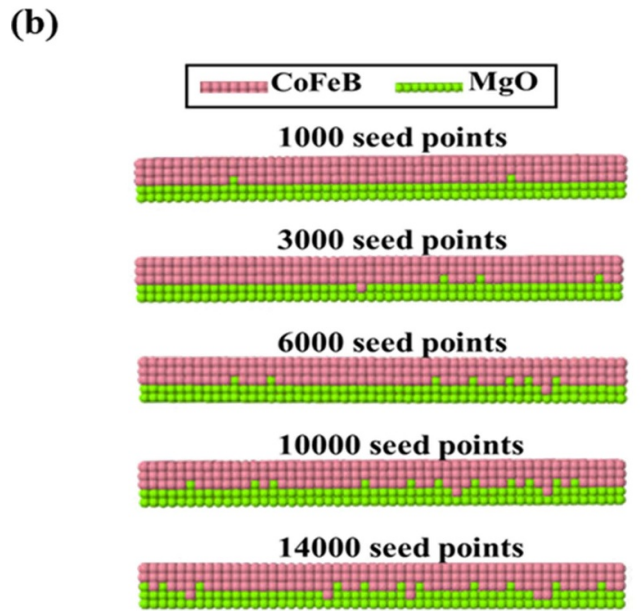 (b)
CoFeB MgO
1000 seed points
3000 seed points
6000 seed points
10000 seed points
14000 seed points